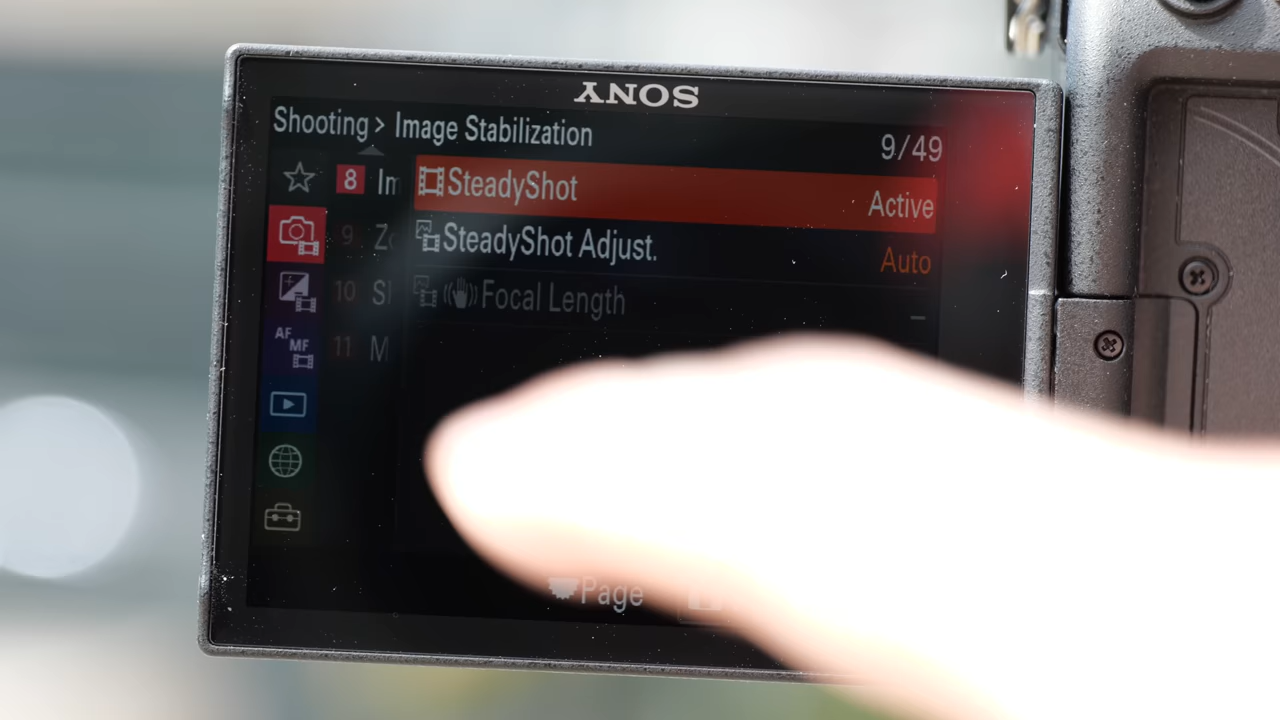 SONY
Shooting > Image Stabilization
9/49
8 Im
SteadyShot Active
9 Z
SteadyShot Adjust. Auto
10 S
Focal Length –
11 M
AF
MF
Page